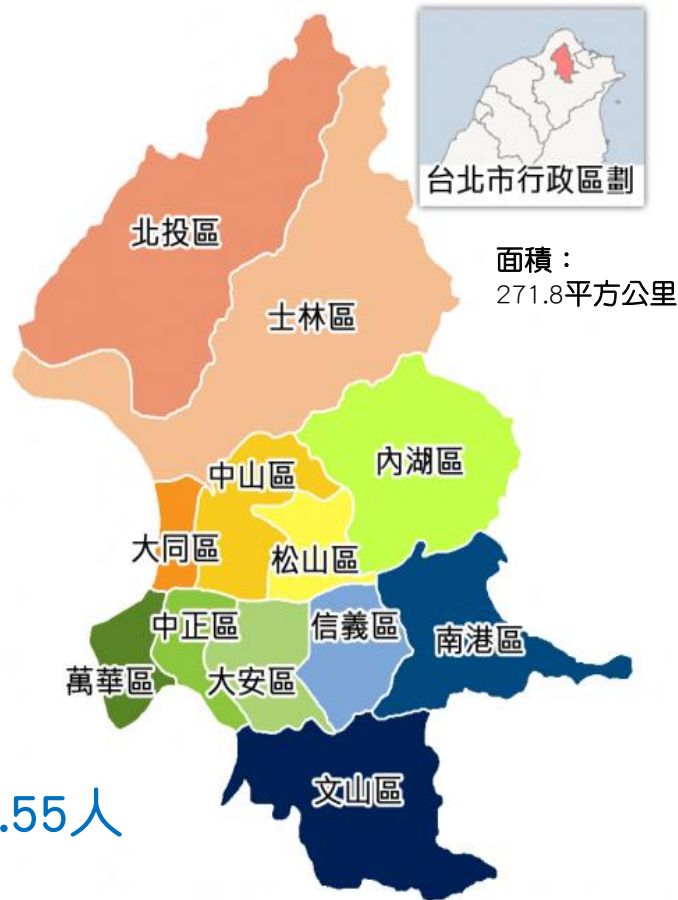 台北市行政區劃
北投區
面積：
271.8平方公里
士林區
內湖區
中山區
大同區
松山區
中正區
信義區
南港區
萬華區
大安區
文山區
.55人